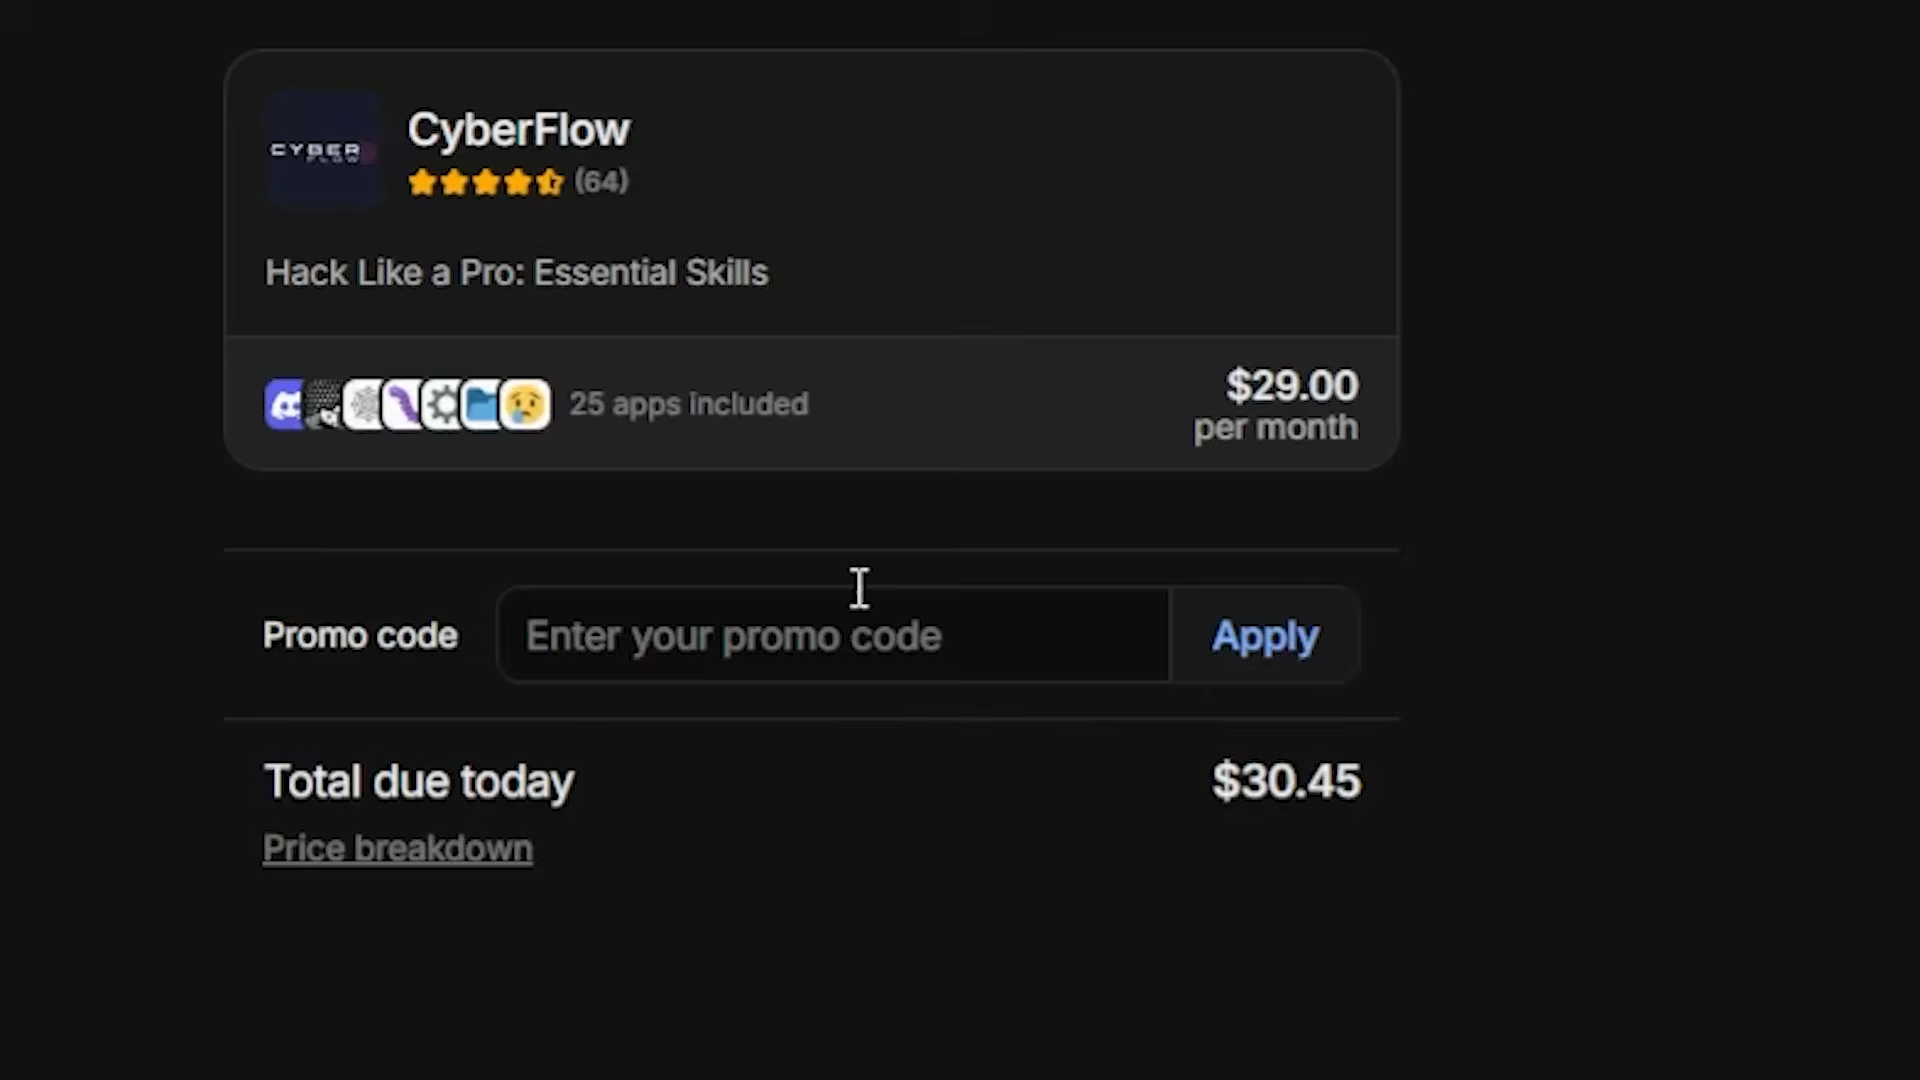 CYBER
FLOW
CyberFlow
(64)
Hack Like a Pro: Essential Skills
25 apps included
$29.00
per month
Promo code
Enter your promo code
Apply
Total due today
$30.45
Price breakdown